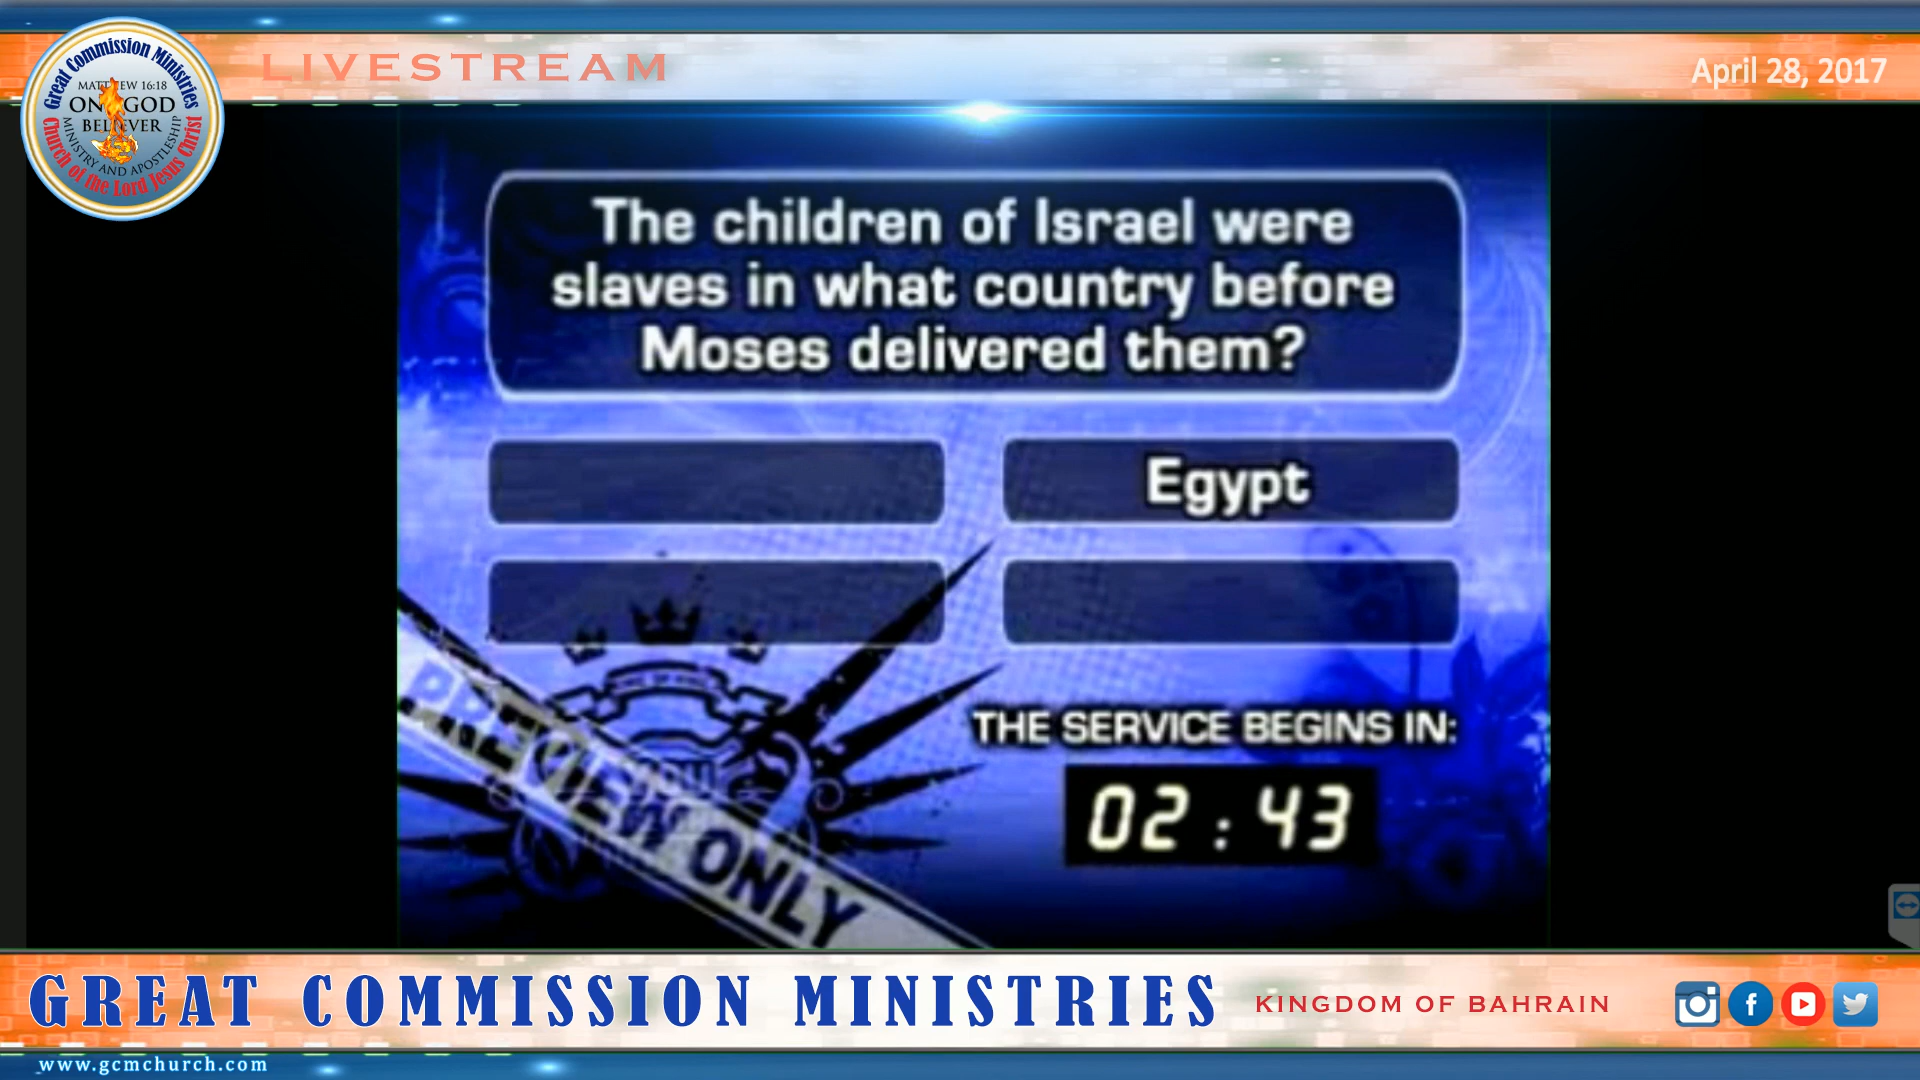 LIVESTREAM
April 28, 2017
Great Commission Ministries
MATTHEW 16:18
ONE GOD
BELIEVER
MINISTRY AND APOSTLESHIP
Church of the Lord Jesus Christ
The children of Israel were
slaves in what country before
Moses delivered them?
Egypt
PREVIEW ONLY
THE SERVICE BEGINS IN:
02:43
GREAT COMMISSION MINISTRIES
KINGDOM OF BAHRAIN
www.gcmchurch.com